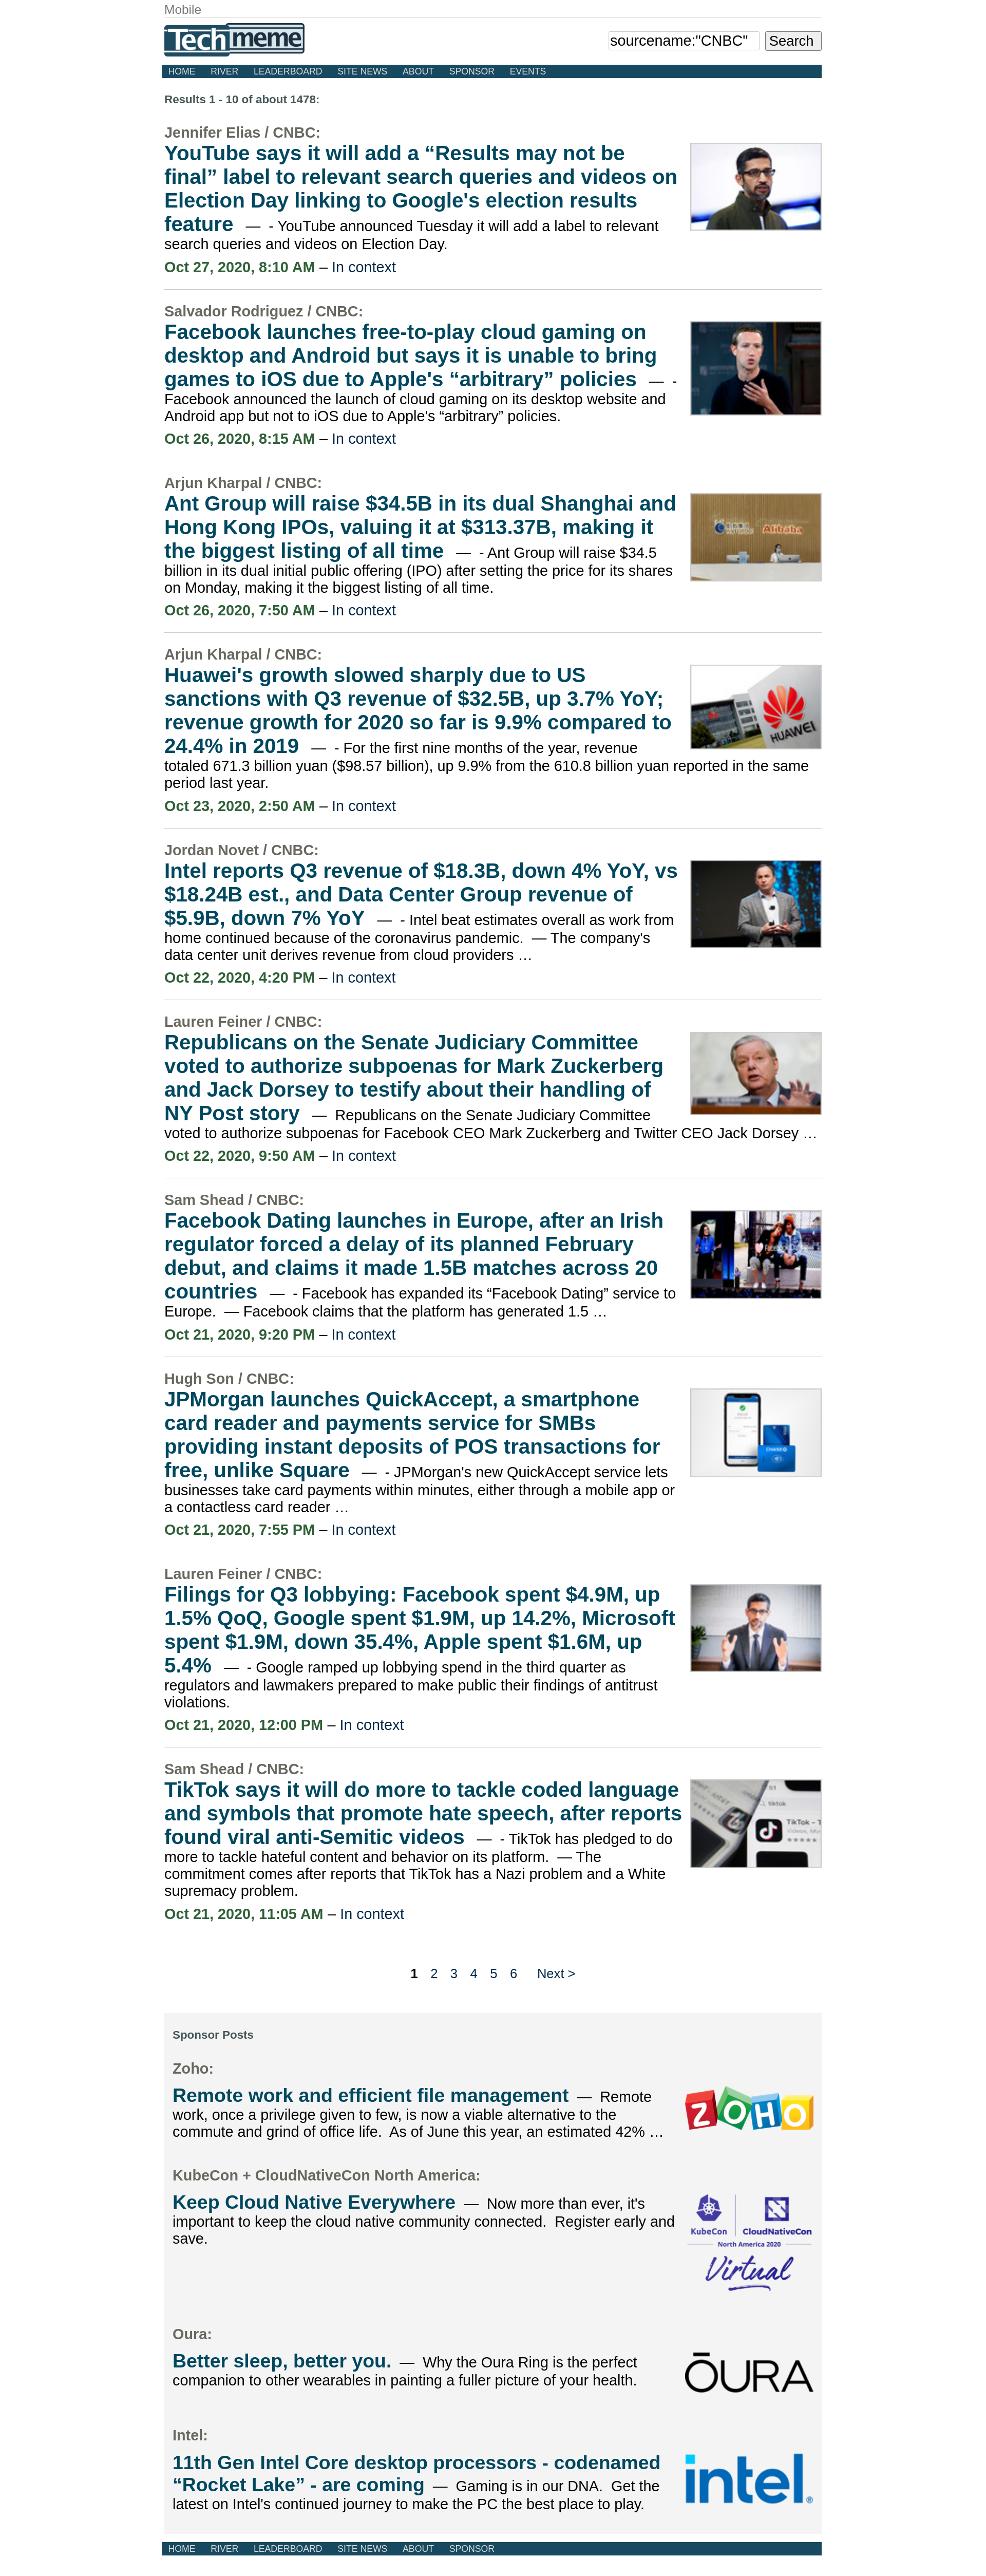 Mobile
Techmeme
sourcename:"CNBC" Search
HOME RIVER LEADERBOARD SITE NEWS ABOUT SPONSOR EVENTS
Results 1 - 10 of about 1478:
Jennifer Elias / CNBC:
YouTube says it will add a “Results may not be
final” label to relevant search queries and videos on
Election Day linking to Google's election results
feature — - YouTube announced Tuesday it will add a label to relevant
search queries and videos on Election Day.
Oct 27, 2020, 8:10 AM – In context
Salvador Rodriguez / CNBC:
Facebook launches free-to-play cloud gaming on
desktop and Android but says it is unable to bring
games to iOS due to Apple's “arbitrary” policies — -
Facebook announced the launch of cloud gaming on its desktop website and
Android app but not to iOS due to Apple's “arbitrary” policies.
Oct 26, 2020, 8:15 AM – In context
Arjun Kharpal / CNBC:
Ant Group will raise $34.5B in its dual Shanghai and
Hong Kong IPOs, valuing it at $313.37B, making it
the biggest listing of all time — - Ant Group will raise $34.5
billion in its dual initial public offering (IPO) after setting the price for its shares
on Monday, making it the biggest listing of all time.
Alibaba
Oct 26, 2020, 7:50 AM – In context
Arjun Kharpal / CNBC:
Huawei's growth slowed sharply due to US
sanctions with Q3 revenue of $32.5B, up 3.7% YoY;
revenue growth for 2020 so far is 9.9% compared to
24.4% in 2019 — - For the first nine months of the year, revenue
totaled 671.3 billion yuan ($98.57 billion), up 9.9% from the 610.8 billion yuan reported in the same
period last year.
HUAWEI
Oct 23, 2020, 2:50 AM – In context
Jordan Novet / CNBC:
Intel reports Q3 revenue of $18.3B, down 4% YoY, vs
$18.24B est., and Data Center Group revenue of
$5.9B, down 7% YoY — - Intel beat estimates overall as work from
home continued because of the coronavirus pandemic. — The company's
data center unit derives revenue from cloud providers …
Oct 22, 2020, 4:20 PM – In context
Lauren Feiner / CNBC:
Republicans on the Senate Judiciary Committee
voted to authorize subpoenas for Mark Zuckerberg
and Jack Dorsey to testify about their handling of
NY Post story — Republicans on the Senate Judiciary Committee
voted to authorize subpoenas for Facebook CEO Mark Zuckerberg and Twitter CEO Jack Dorsey …
Oct 22, 2020, 9:50 AM – In context
Sam Shead / CNBC:
Facebook Dating launches in Europe, after an Irish
regulator forced a delay of its planned February
debut, and claims it made 1.5B matches across 20
countries — - Facebook has expanded its “Facebook Dating” service to
Europe. — Facebook claims that the platform has generated 1.5 …
Oct 21, 2020, 9:20 PM – In context
Hugh Son / CNBC:
JPMorgan launches QuickAccept, a smartphone
card reader and payments service for SMBs
providing instant deposits of POS transactions for
free, unlike Square — - JPMorgan's new QuickAccept service lets
businesses take card payments within minutes, either through a mobile app or
a contactless card reader …
Oct 21, 2020, 7:55 PM – In context
Lauren Feiner / CNBC:
Filings for Q3 lobbying: Facebook spent $4.9M, up
1.5% QoQ, Google spent $1.9M, up 14.2%, Microsoft
spent $1.9M, down 35.4%, Apple spent $1.6M, up
5.4% — - Google ramped up lobbying spend in the third quarter as
regulators and lawmakers prepared to make public their findings of antitrust
violations.
Oct 21, 2020, 12:00 PM – In context
Sam Shead / CNBC:
TikTok says it will do more to tackle coded language
and symbols that promote hate speech, after reports
found viral anti-Semitic videos — - TikTok has pledged to do
more to tackle hateful content and behavior on its platform. — The
commitment comes after reports that TikTok has a Nazi problem and a White
supremacy problem.
tiktok
Oct 21, 2020, 11:05 AM – In context
1 2 3 4 5 6 Next >
Sponsor Posts
Zoho:
Remote work and efficient file management — Remote
work, once a privilege given to few, is now a viable alternative to the
commute and grind of office life. As of June this year, an estimated 42% …
ZOHO
KubeCon + CloudNativeCon North America:
Keep Cloud Native Everywhere — Now more than ever, it's
important to keep the cloud native community connected. Register early and
save.
KubeCon CloudNativeCon
North America 2020
Virtual
Oura:
Better sleep, better you. — Why the Oura Ring is the perfect
companion to other wearables in painting a fuller picture of your health.
ŌURA
Intel:
11th Gen Intel Core desktop processors - codenamed
“Rocket Lake” - are coming — Gaming is in our DNA. Get the
latest on Intel's continued journey to make the PC the best place to play.
intel®
HOME RIVER LEADERBOARD SITE NEWS ABOUT SPONSOR